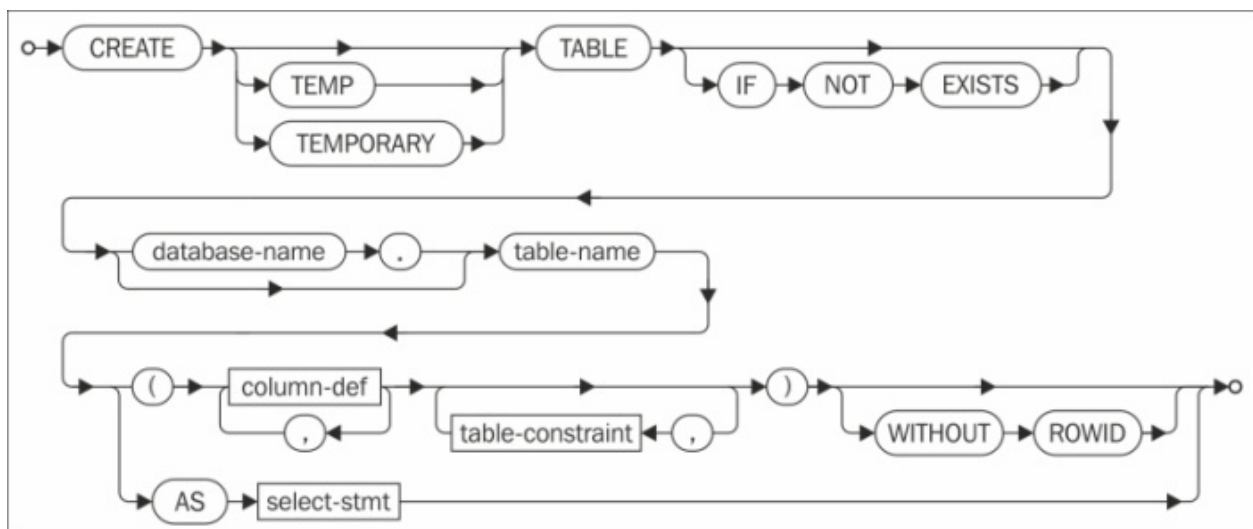 CREATE TABLE
TEMP IF NOT EXISTS
TEMPORARY
database-name . table-name
( column-def )
, table-constraint , WITHOUT ROWID
AS select-stmt